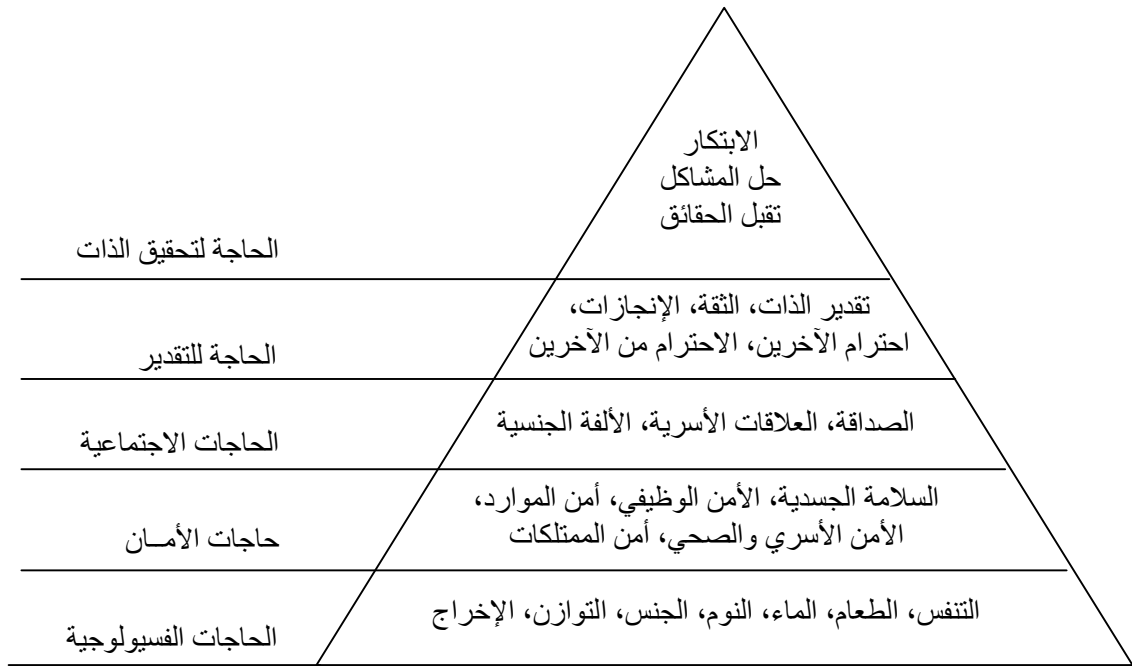 الابتكار
حل المشاكل
تقبل الحقائق
الحاجة لتحقيق الذات
تقدير الذات، الثقة، الإنجازات،
احترام الآخرين، الاحترام من الآخرين
الحاجة للتقدير
الصداقة، العلاقات الأسرية، الألفة الجنسية
الحاجات الاجتماعية
السلامة الجسدية، الأمن الوظيفي، أمن الموارد،
الأمن الأسري والصحي، أمن الممتلكات
حاجات الأمــان
التنفس، الطعام، الماء، النوم، الجنس، التوازن، الإخراج
الحاجات الفسيولوجية